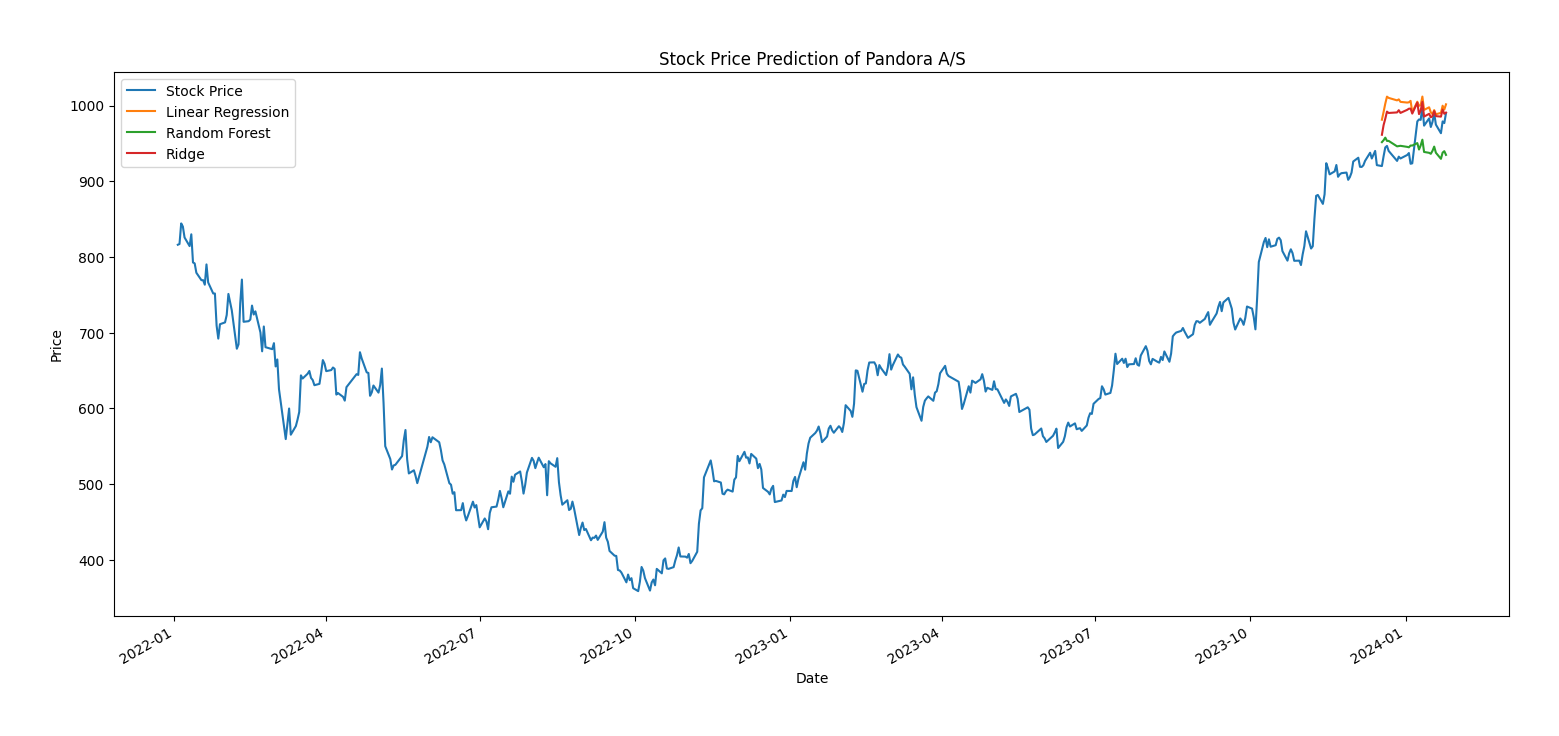 Stock Price Prediction of Pandora A/S
Stock Price
Linear Regression
Random Forest
Ridge
1000
900
800
700
600
500
400
Price
2022-01
2022-04
2022-07
2022-10
2023-01
2023-04
2023-07
2023-10
2024-01
Date